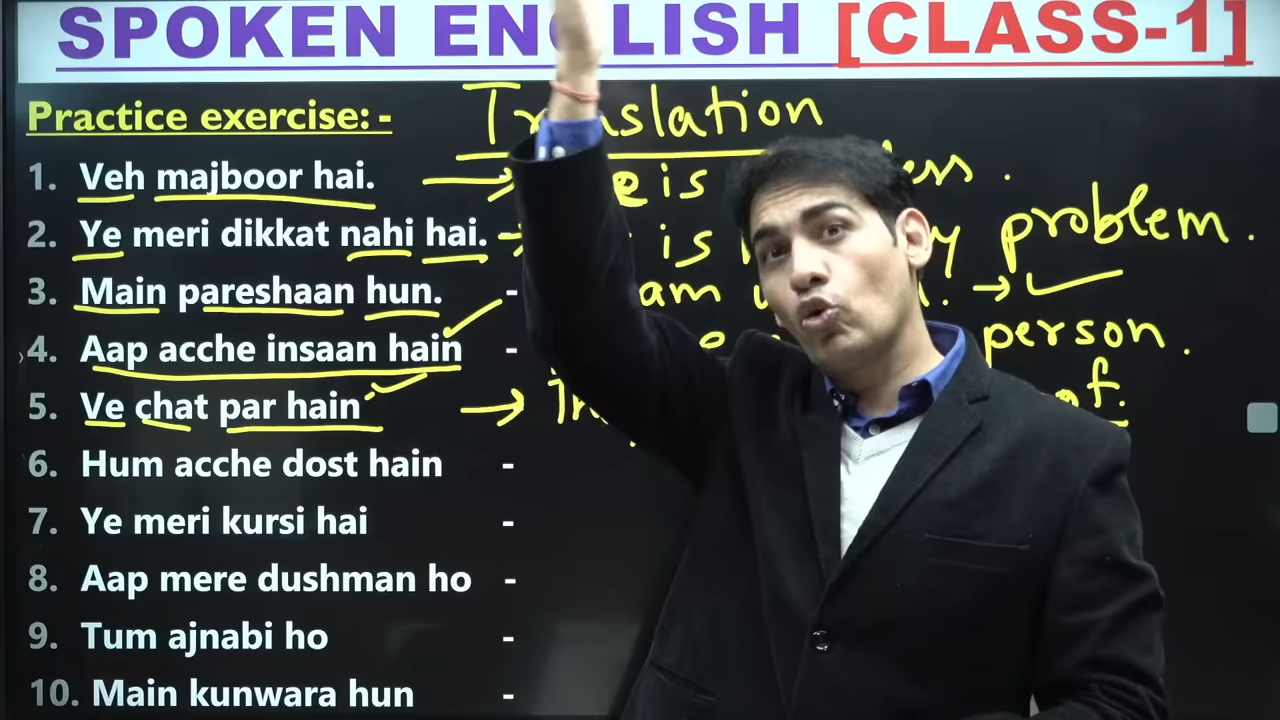 SPOKEN ENGLISH [CLASS-1]
Practice exercise: - Translation
1. Veh majboor hai. is
2. Ye meri dikkat nahi hai. - is problem.
3. Main pareshaan hun. - am
4. Aap acche insaan hain - person.
5. Ve chat par hain
6. Hum acche dost hain -
7. Ye meri kursi hai -
8. Aap mere dushman ho -
9. Tum ajnabi ho -
10. Main kunwara hun -